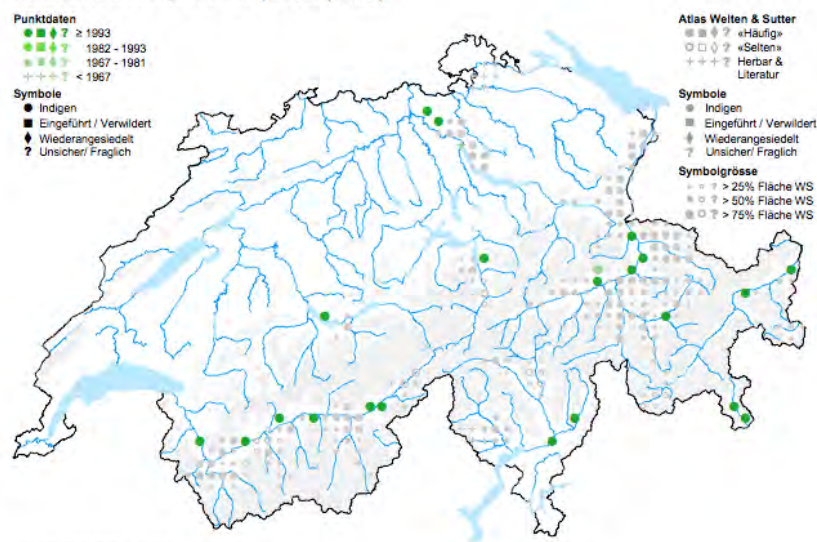 Punktdaten
? ≥ 1993
? 1982 - 1993
? 1967 - 1981
? < 1967
Symbole
Indigen
Eingeführt / Verwildert
Wiederangesiedelt
? Unsicher/ Fraglich
Atlas Welten & Sutter
? «Häufig»
? «Selten»
? Herbar &
Literatur
Symbole
Indigen
Eingeführt / Verwildert
Wiederangesiedelt
? Unsicher/ Fraglich
Symbolgrösse
? > 25% Fläche WS
? > 50% Fläche WS
? > 75% Fläche WS